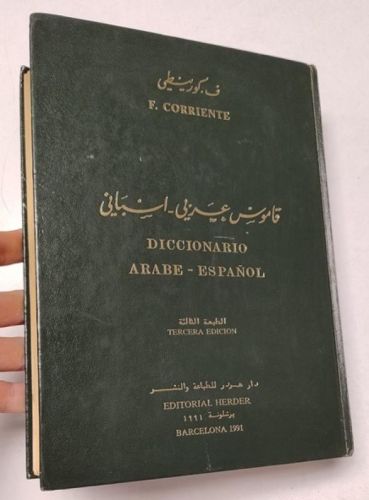 ف. كورينطي
F. CORRIENTE
قاموس عربي - اسباني
DICCIONARIO
ARABE - ESPAÑOL
الطبعة الثالثة
TERCERA EDICION
دار هردر للطباعة والنشر
EDITORIAL HERDER
برشلونة ١٩٩١
BARCELONA 1991